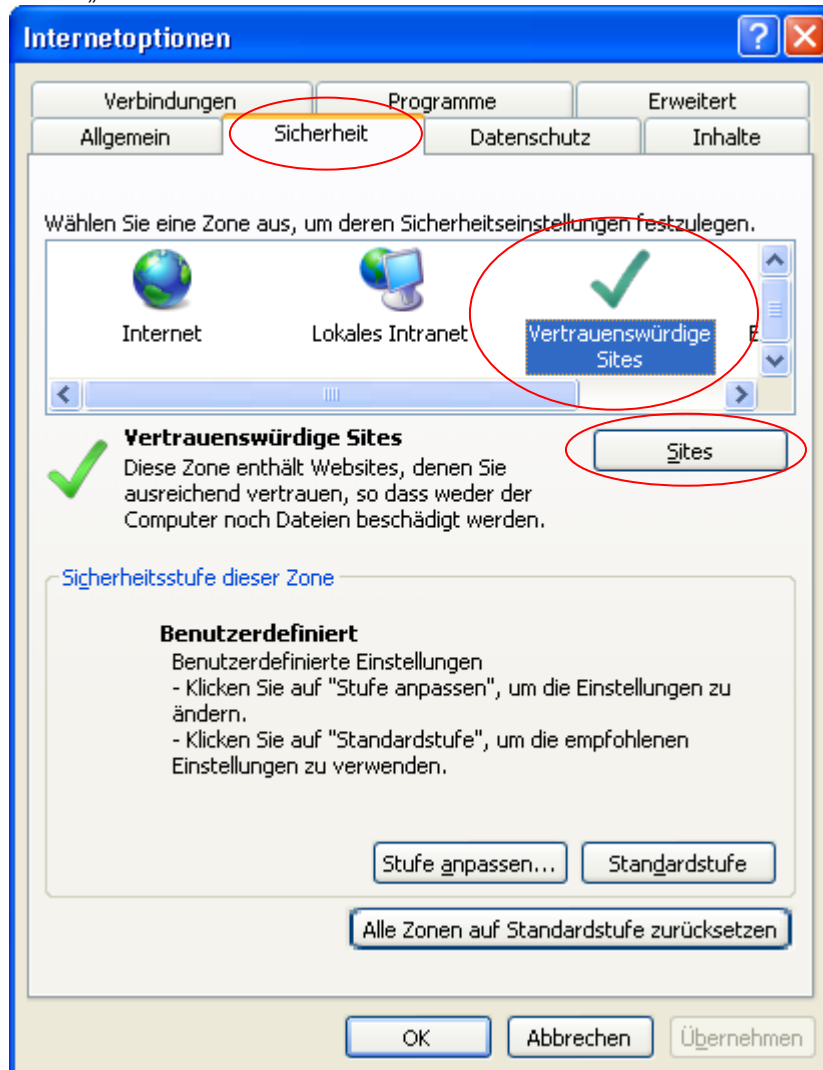 „
Internetoptionen
Verbindungen Programme Erweitert
Allgemein Sicherheit Datenschutz Inhalte
Wählen Sie eine Zone aus, um deren Sicherheitseinstellungen festzulegen.
Internet Lokales Intranet Vertrauenswürdige
Sites
Vertrauenswürdige Sites
Sites
Diese Zone enthält Websites, denen Sie
ausreichend vertrauen, so dass weder der
Computer noch Dateien beschädigt werden.
Sicherheitsstufe dieser Zone
Benutzerdefiniert
Benutzerdefinierte Einstellungen
- Klicken Sie auf "Stufe anpassen", um die Einstellungen zu
ändern.
- Klicken Sie auf "Standardstufe", um die empfohlenen
Einstellungen zu verwenden.
Stufe anpassen... Standardstufe
Alle Zonen auf Standardstufe zurücksetzen
OK Abbrechen Übernehmen